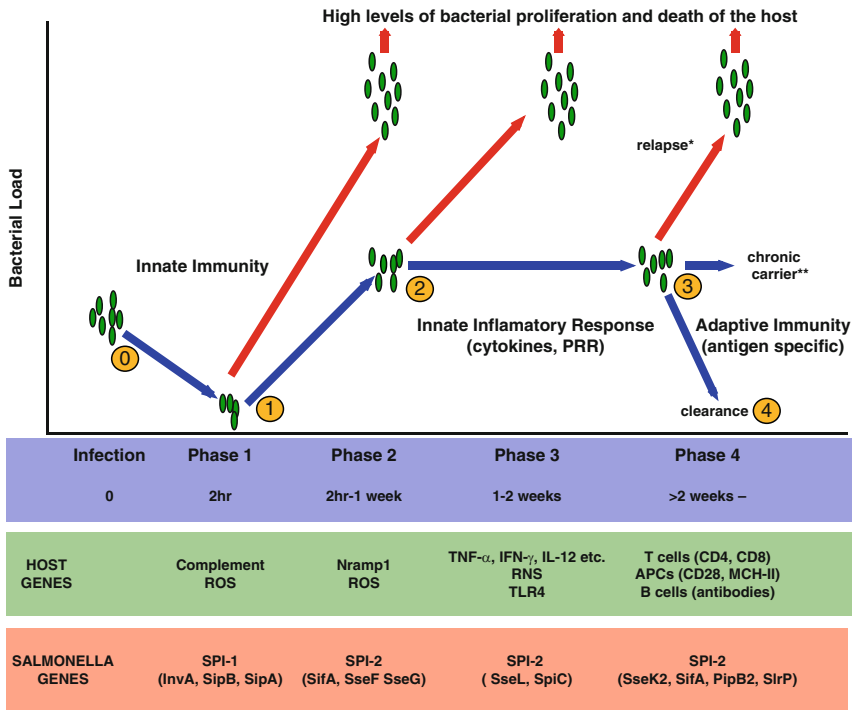 High levels of bacterial proliferation and death of the host
Bacterial Load
relapse*
Innate Immunity
chronic
carrier**
0
1
2
3
Innate Inflamatory Response
(cytokines, PRR)
Adaptive Immunity
(antigen specific)
clearance 4
Infection Phase 1 Phase 2 Phase 3 Phase 4
0 2hr 2hr-1 week 1-2 weeks >2 weeks –
HOST
GENES
Complement
ROS
Nramp1
ROS
TNF-α, IFN-γ, IL-12 etc.
RNS
TLR4
T cells (CD4, CD8)
APCs (CD28, MCH-II)
B cells (antibodies)
SALMONELLA
GENES
SPI-1
(InvA, SipB, SipA)
SPI-2
(SifA, SseF SseG)
SPI-2
( SseL, SpiC)
SPI-2
(SseK2, SifA, PipB2, SlrP)